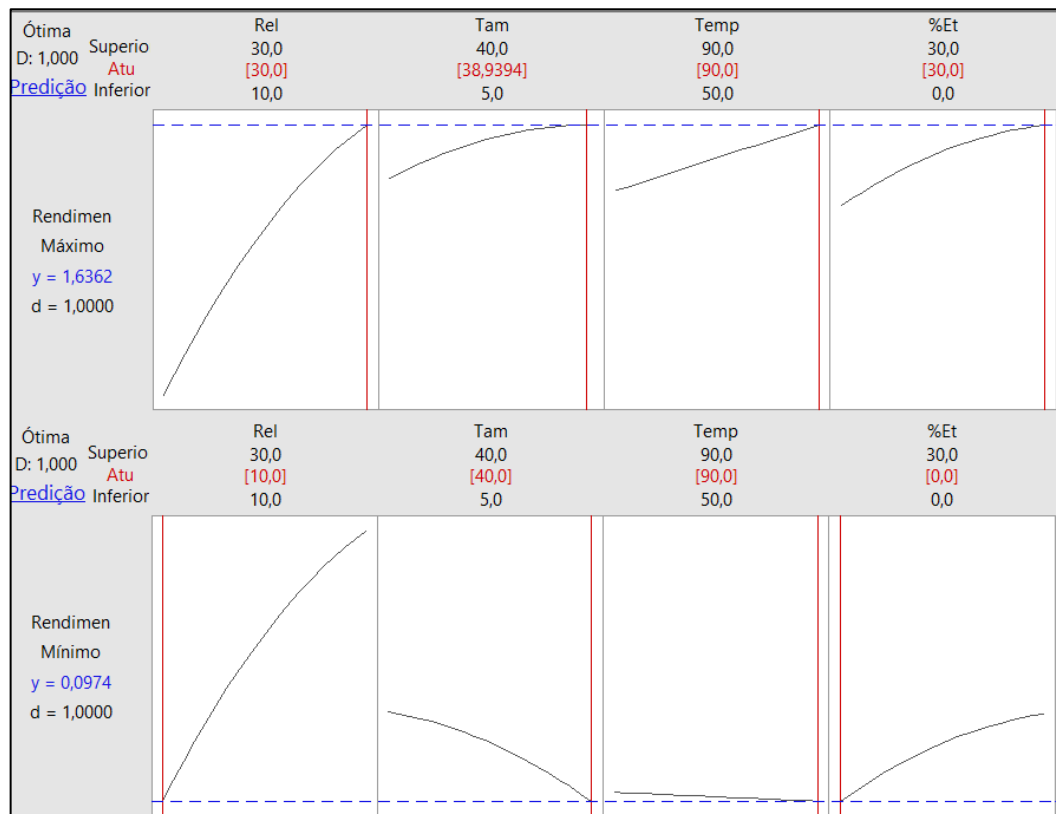 Ótima
D: 1,000
Predição
Superio
Atu
Inferior
Rel
30,0
[30,0]
10,0
Tam
40,0
[38,9394]
5,0
Temp
90,0
[90,0]
50,0
%Et
30,0
[30,0]
0,0
Rendimen
Máximo
y = 1,6362
d = 1,0000
Ótima
D: 1,000
Predição
Superio
Atu
Inferior
Rel
30,0
[10,0]
10,0
Tam
40,0
[40,0]
5,0
Temp
90,0
[90,0]
50,0
%Et
30,0
[0,0]
0,0
Rendimen
Mínimo
y = 0,0974
d = 1,0000